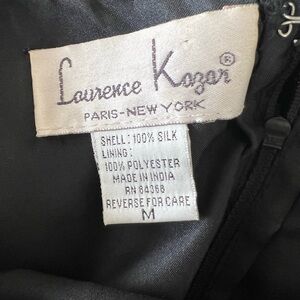 Laurence Kazar®
PARIS-NEW YORK
SHELL: 100% SILK
LINING:
100% POLYESTER
MADE IN INDIA
RN 84368
REVERSE FOR CARE
M